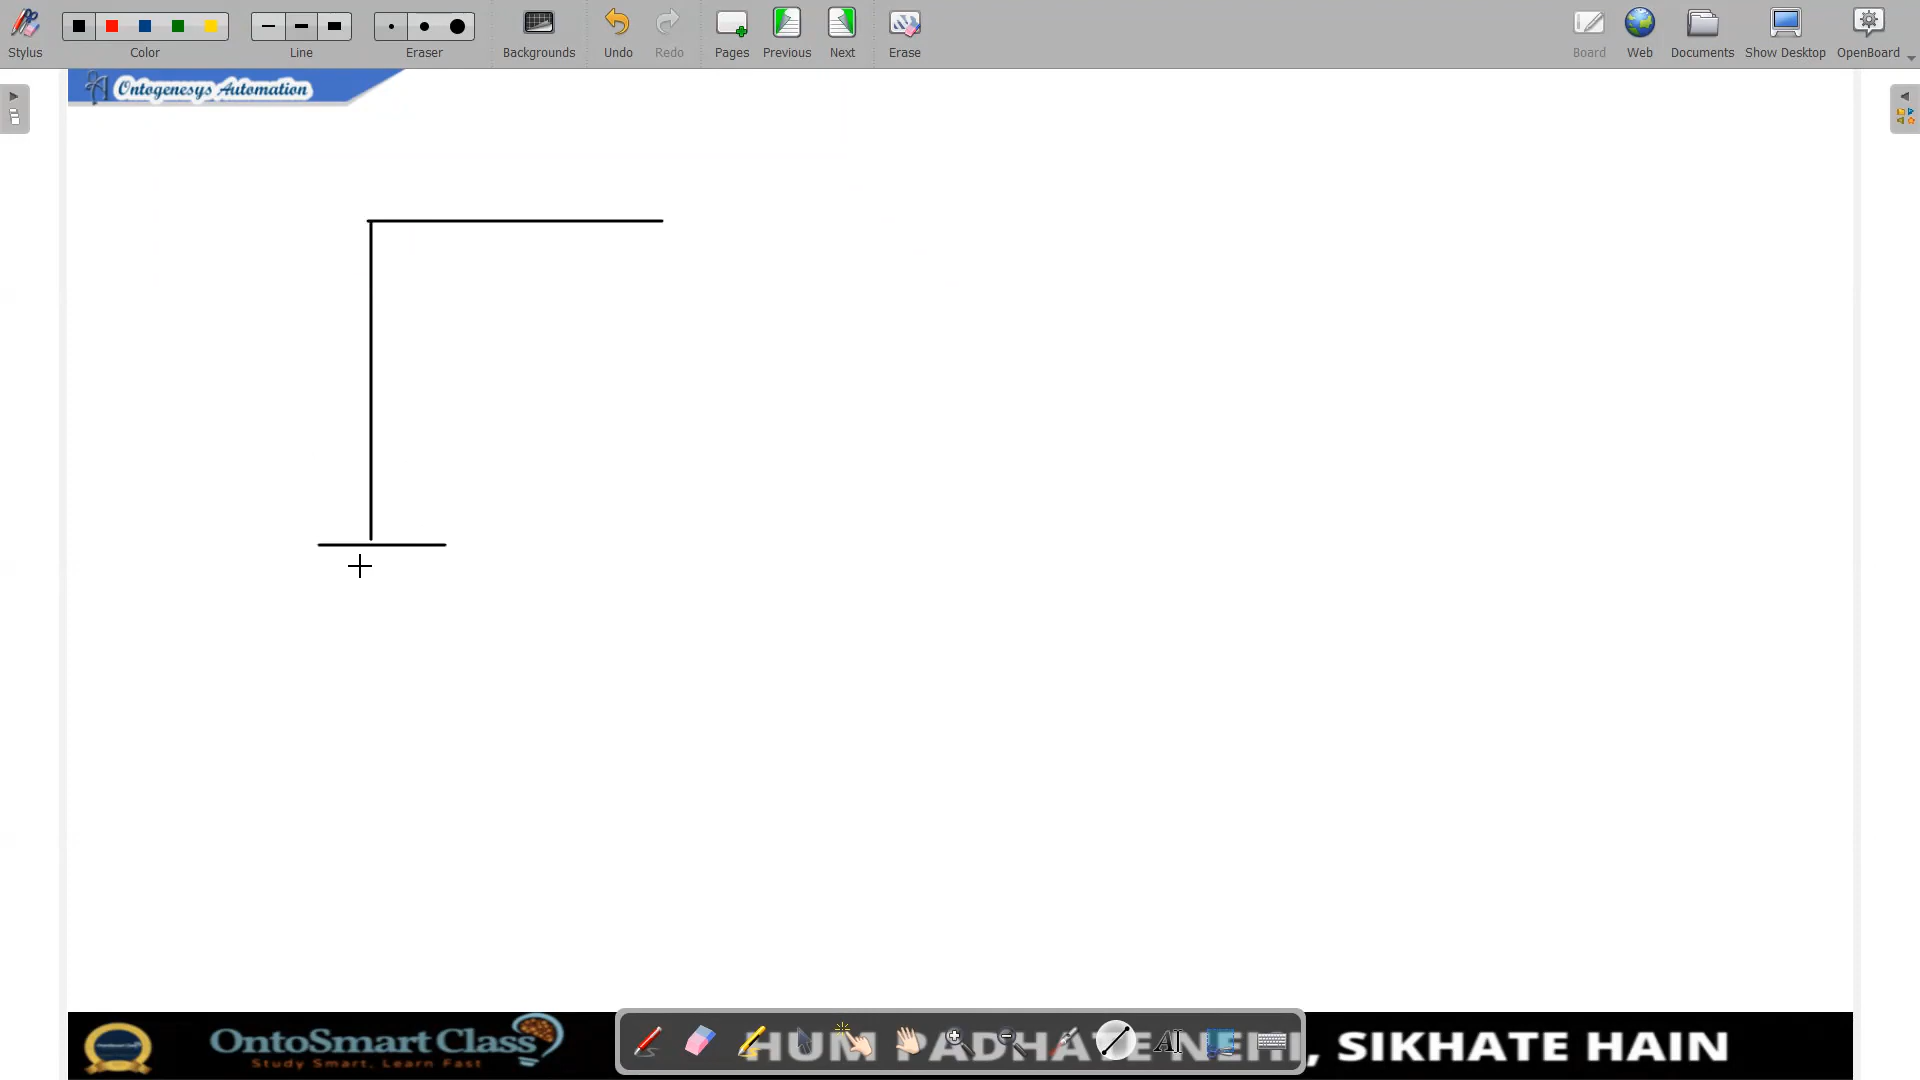 Stylus
Color
Line
Eraser
Backgrounds
Undo
Redo
Pages
Previous
Next
Erase
Board
Web
Documents
Show Desktop
OpenBoard
Ontogenesys Automation
OntoSmart Class
Study Smart, Learn Fast
HUM PADHATE NEHI, SIKHATE HAIN